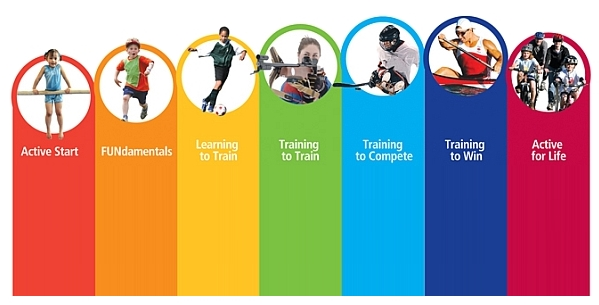 Active Start
FUNdamentals
Learning
to Train
Training
to Train
Training
to Compete
Training
to Win
Active
for Life